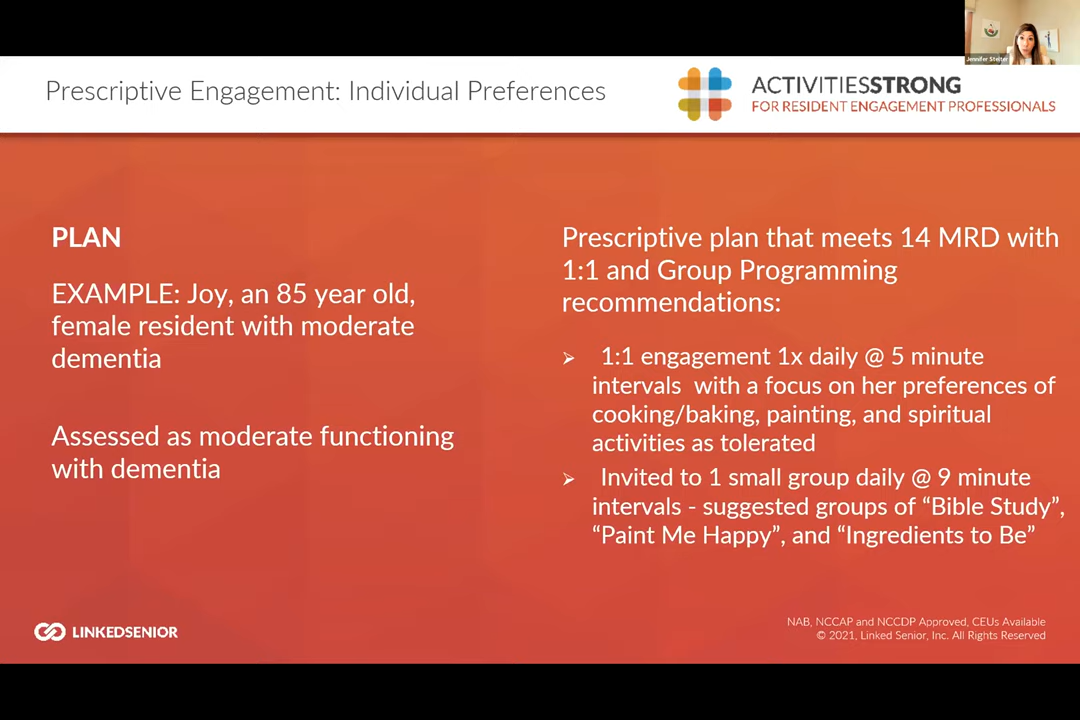 Jennifer Stelter
Prescriptive Engagement: Individual Preferences
ACTIVITIESSTRONG
FOR RESIDENT ENGAGEMENT PROFESSIONALS
PLAN
EXAMPLE: Joy, an 85 year old,
female resident with moderate
dementia
Assessed as moderate functioning
with dementia
Prescriptive plan that meets 14 MRD with
1:1 and Group Programming
recommendations:
➢ 1:1 engagement 1x daily @ 5 minute
intervals with a focus on her preferences of
cooking/baking, painting, and spiritual
activities as tolerated
➢ Invited to 1 small group daily @ 9 minute
intervals - suggested groups of “Bible Study”,
“Paint Me Happy”, and “Ingredients to Be”
LINKEDSENIOR
NAB, NCCAP and NCCDP Approved, CEUs Available
© 2021, Linked Senior, Inc. All Rights Reserved